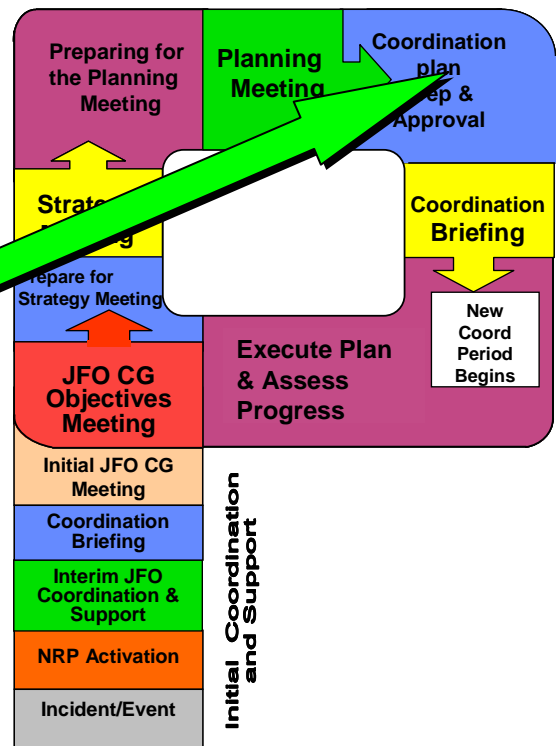 Preparing for
the Planning
Meeting
Planning
Meeting
Coordination
plan
&
Approval
Coordination
Briefing
New
Coord
Period
Begins
for
Strategy Meeting
Execute Plan
& Assess
Progress
JFO CG
Objectives
Meeting
Initial JFO CG
Meeting
Coordination
Briefing
Interim JFO
Coordination &
Support
NRP Activation
Incident/Event
Initial Coordination
and Support